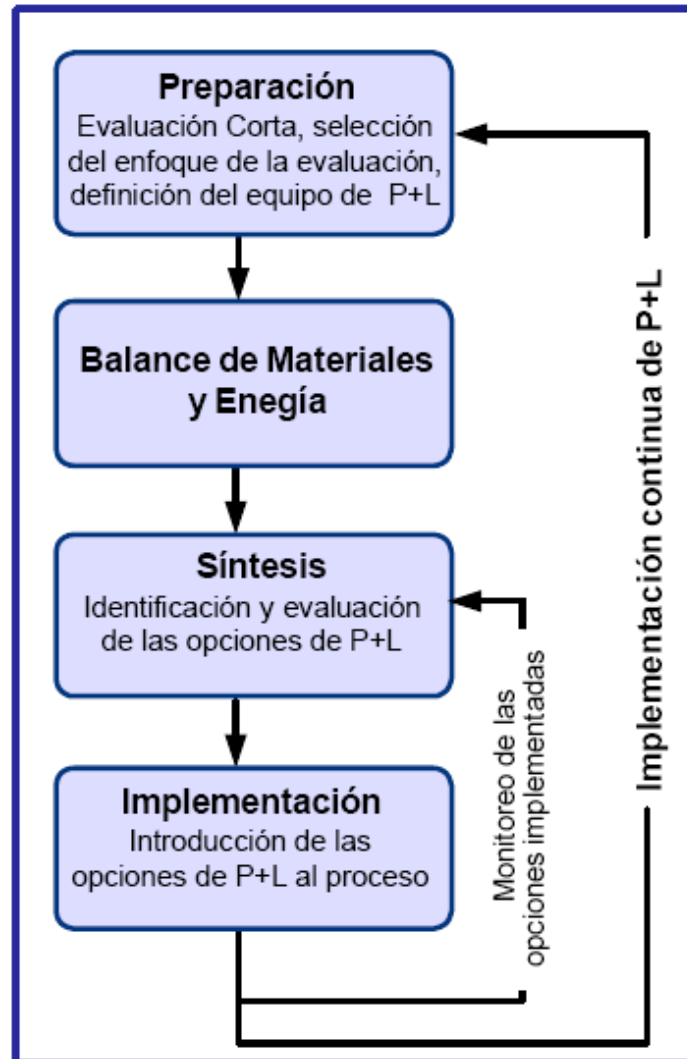 Preparación
Evaluación Corta, selección
del enfoque de la evaluación,
definición del equipo de P+L
Balance de Materiales
y Enegía
Síntesis
Identificación y evaluación
de las opciones de P+L
Implementación
Introducción de las
opciones de P+L al proceso
Monitoreo de las
opciones implementadas
Implementación continua de P+L